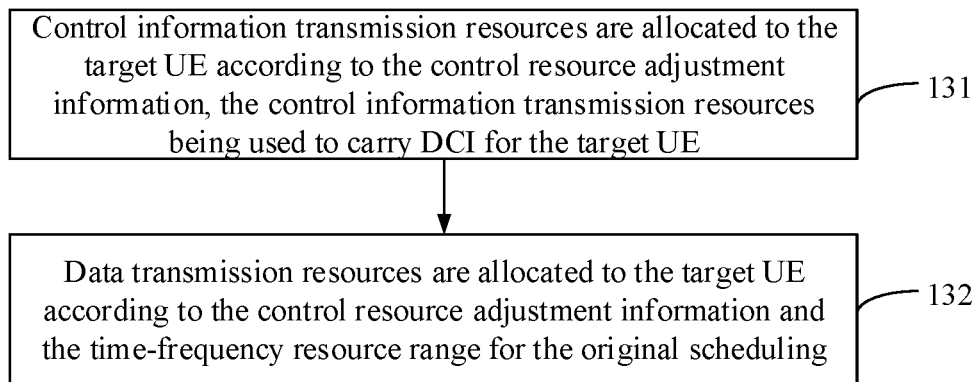 Control information transmission resources are allocated to the
target UE according to the control resource adjustment
information, the control information transmission resources
being used to carry DCI for the target UE
131
Data transmission resources are allocated to the target UE
according to the control resource adjustment information and
the time-frequency resource range for the original scheduling
132